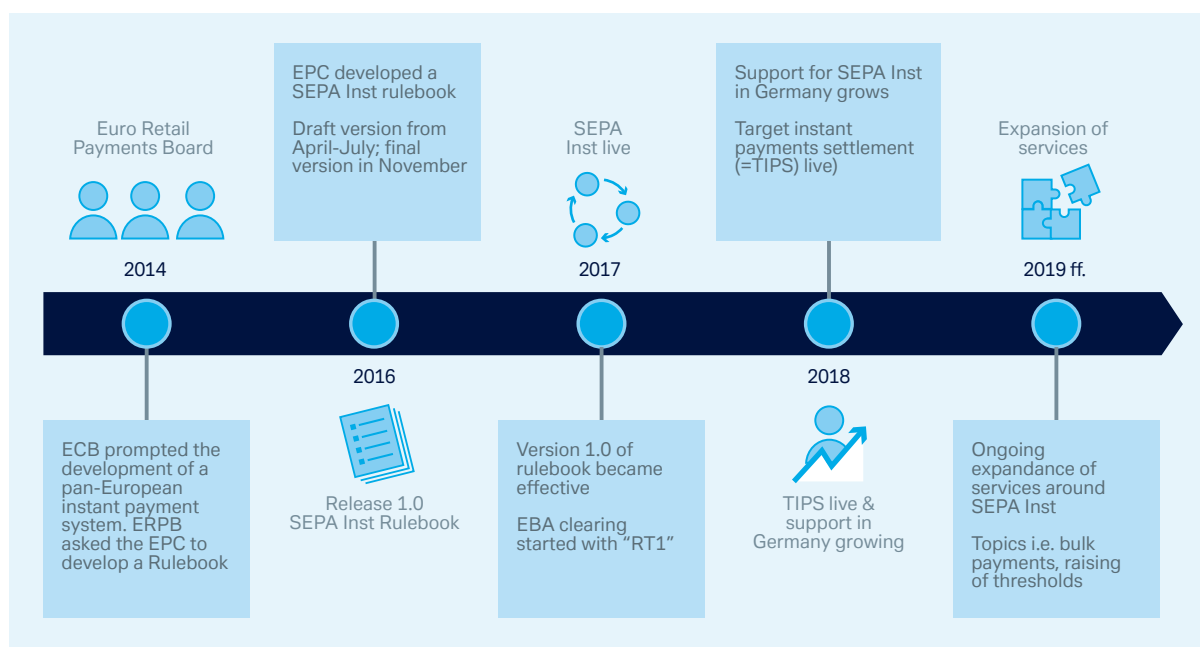 Euro Retail
Payments Board
2014
ECB prompted the
development of a
pan-European
instant payment
system. ERPB
asked the EPC to
develop a Rulebook
EPC developed a
SEPA Inst rulebook
Draft version from
April-July; final
version in November
2016
Release 1.0
SEPA Inst Rulebook
SEPA
Inst live
2017
Version 1.0 of
rulebook became
effective
EBA clearing
started with “RT1”
Support for SEPA Inst
in Germany grows
Target instant
payments settlement
(=TIPS) live)
2018
TIPS live &
support in
Germany growing
Expansion of
services
2019 ff.
Ongoing
expandance of
services around
SEPA Inst
Topics i.e. bulk
payments, raising
of thresholds